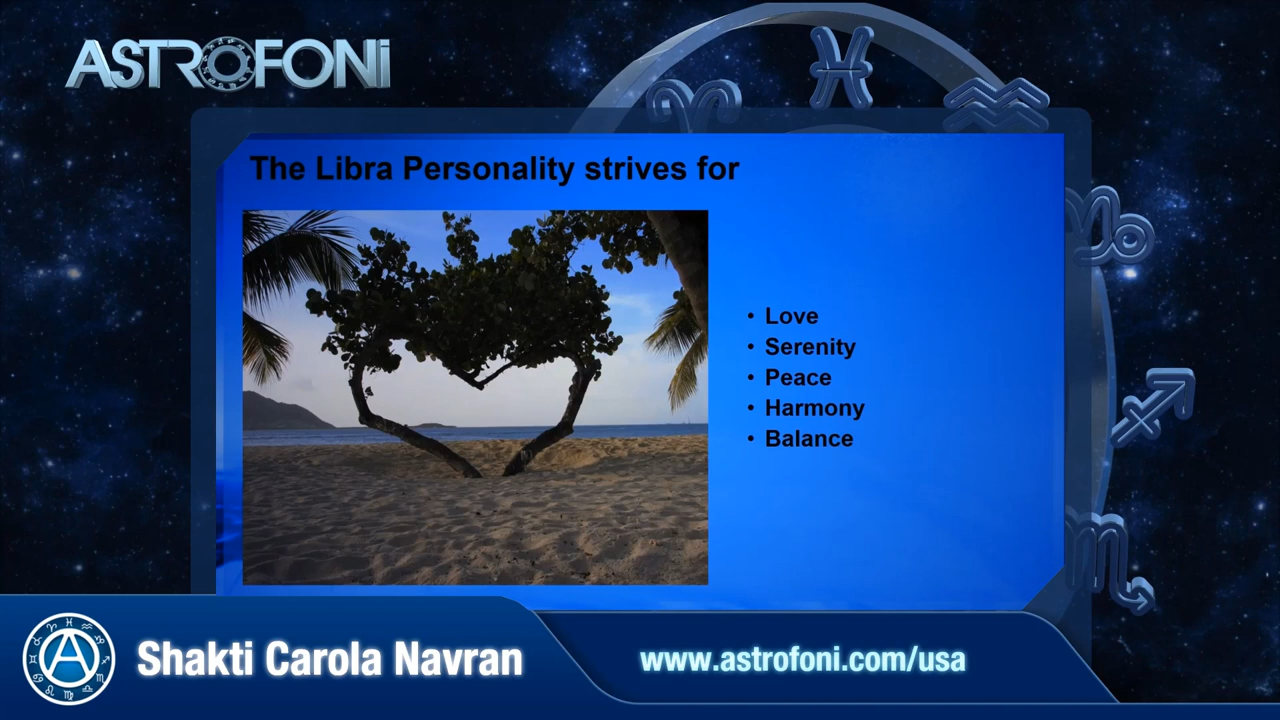 ASTROFONi
The Libra Personality strives for
• Love
• Serenity
• Peace
• Harmony
• Balance
Shakti Carola Navran
www.astrofoni.com/usa